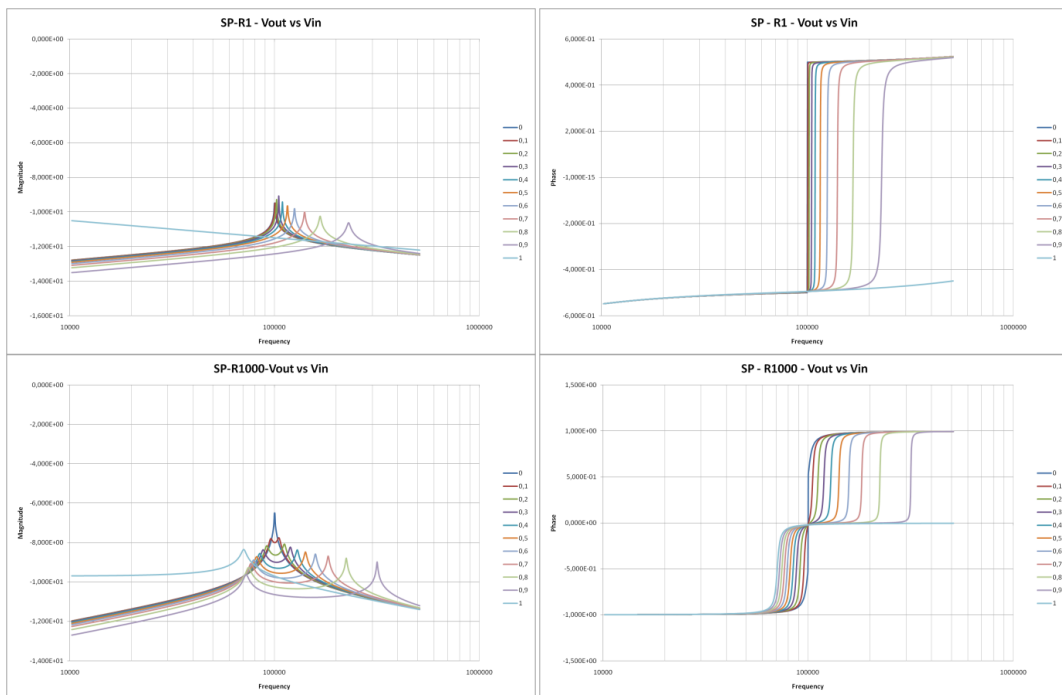 SP-R1 - Vout vs Vin
0,000E+00
-2,000E+00
-4,000E+00
-6,000E+00
-8,000E+00
-1,000E+01
-1,200E+01
-1,400E+01
-1,600E+01
Magnitude
10000
100000
1000000
Frequency
0
0,1
0,2
0,3
0,4
0,5
0,6
0,7
0,8
0,9
1
SP - R1 - Vout vs Vin
6,000E-01
4,000E-01
2,000E-01
-1,000E-15
-2,000E-01
-4,000E-01
-6,000E-01
Phase
10000
100000
1000000
Frequency
0
0,1
0,2
0,3
0,4
0,5
0,6
0,7
0,8
0,9
1
SP-R1000-Vout vs Vin
0,000E+00
-2,000E+00
-4,000E+00
-6,000E+00
-8,000E+00
-1,000E+01
-1,200E+01
-1,400E+01
Magnitude
10000
100000
1000000
Frequency
0
0,1
0,2
0,3
0,4
0,5
0,6
0,7
0,8
0,9
1
SP - R1000 - Vout vs Vin
1,500E+00
1,000E+00
5,000E-01
0,000E+00
-5,000E-01
-1,000E+00
-1,500E+00
Phase
10000
100000
1000000
Frequency
0
0,1
0,2
0,3
0,4
0,5
0,6
0,7
0,8
0,9
1